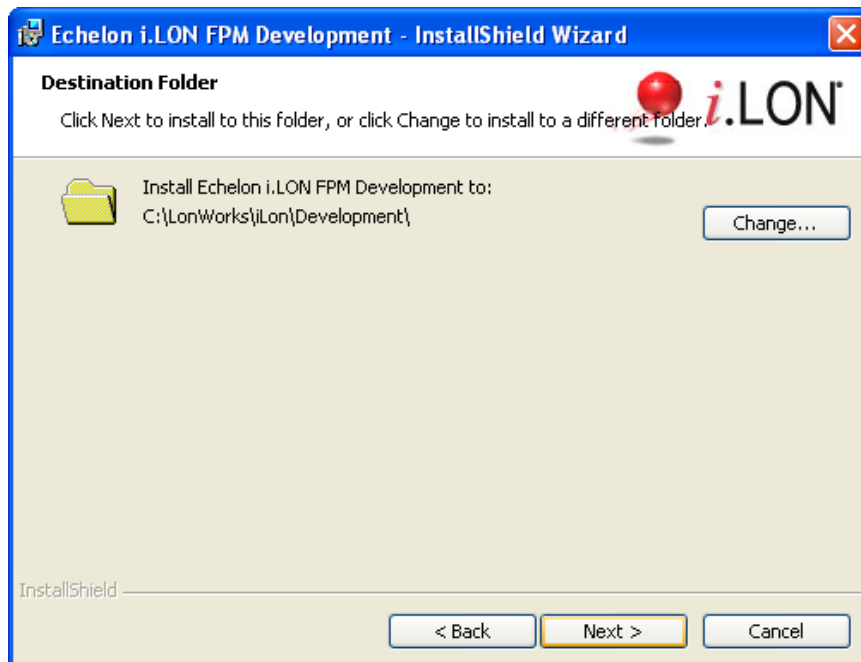 Echelon i.LON FPM Development - InstallShield Wizard
Destination Folder
Click Next to install to this folder, or click Change to install to a different folder.
i.LON®
Install Echelon i.LON FPM Development to:
C:\LonWorks\iLon\Development\
Change...
InstallShield
< Back
Next >
Cancel